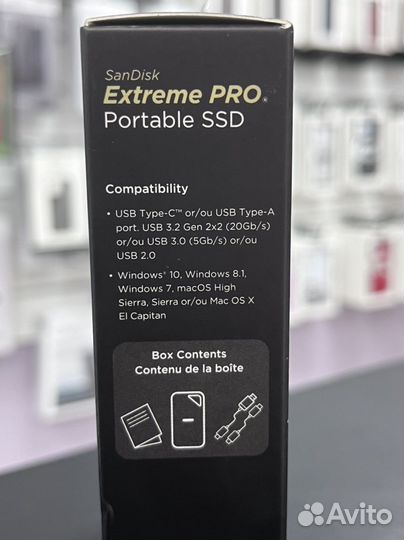 SanDisk
Extreme PRO®
Portable SSD
Compatibility
• USB Type-C™ or/ou USB Type-A
port. USB 3.2 Gen 2x2 (20Gb/s)
or/ou USB 3.0 (5Gb/s) or/ou
USB 2.0
• Windows® 10, Windows 8.1,
Windows 7, macOS High
Sierra, Sierra or/ou Mac OS X
El Capitan
Box Contents
Contenu de la boîte
Avito